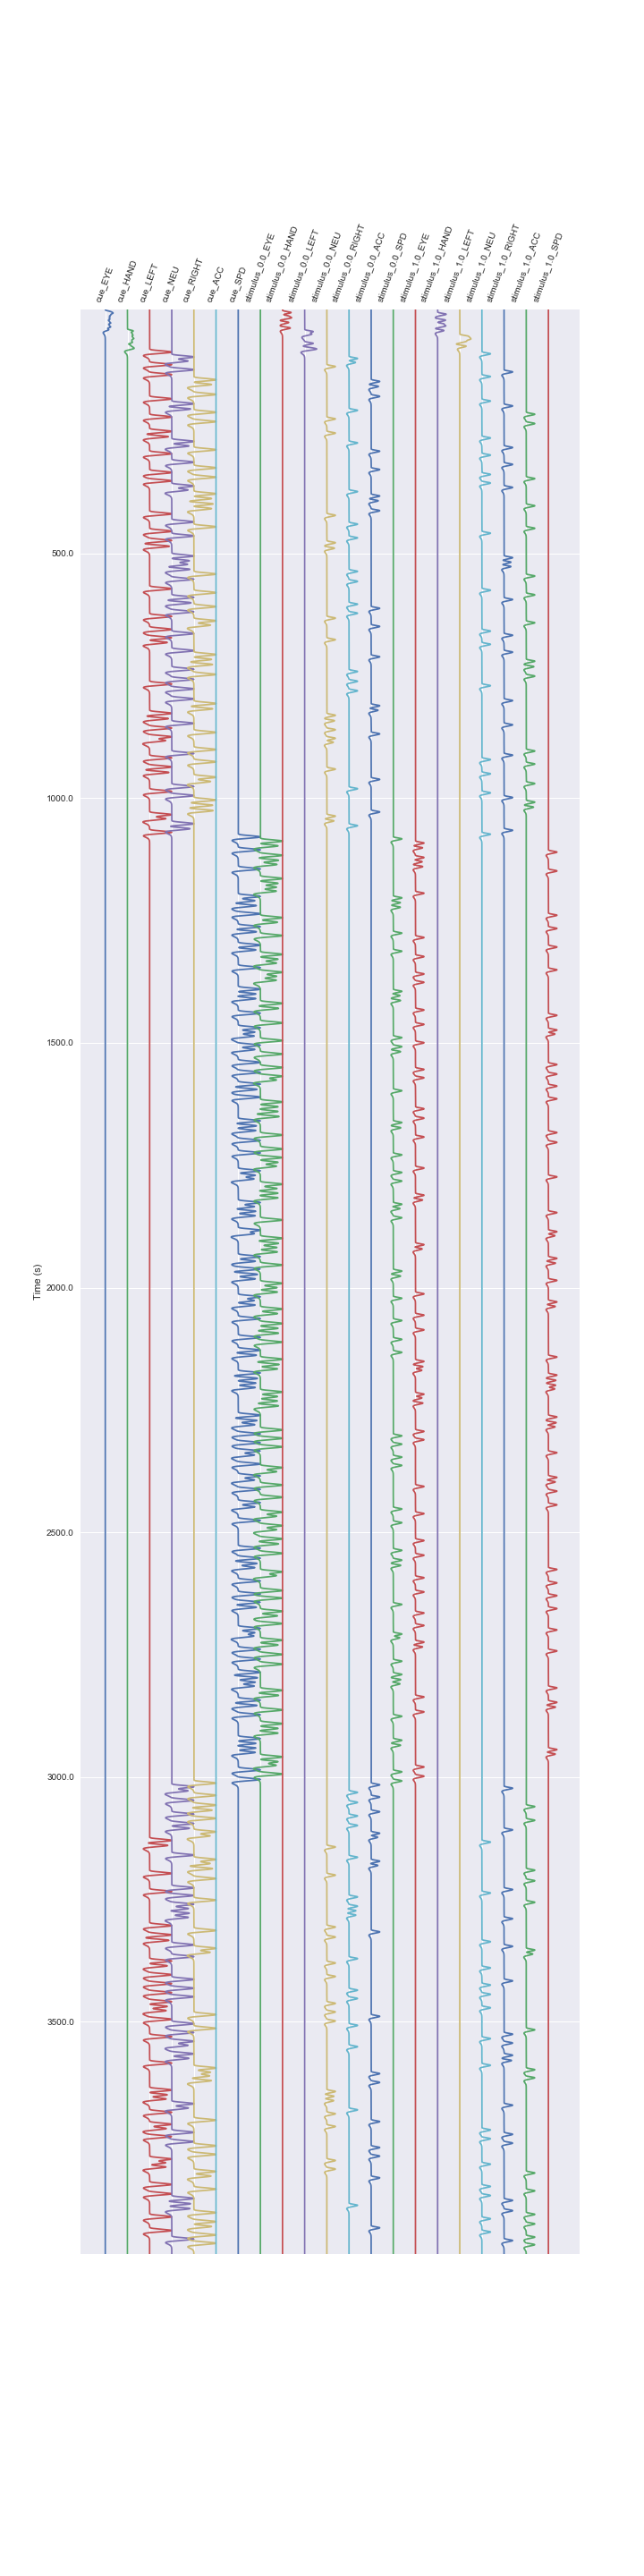 cue_EYE
cue_HAND
cue_LEFT
cue_NEU
cue_RIGHT
cue_ACC
cue_SPD
stimulus_0.0_EYE
stimulus_0.0_HAND
stimulus_0.0_LEFT
stimulus_0.0_NEU
stimulus_0.0_RIGHT
stimulus_0.0_ACC
stimulus_0.0_SPD
stimulus_1.0_EYE
stimulus_1.0_HAND
stimulus_1.0_LEFT
stimulus_1.0_NEU
stimulus_1.0_RIGHT
stimulus_1.0_ACC
stimulus_1.0_SPD
500.0
1000.0
1500.0
Time (s)
2000.0
2500.0
3000.0
3500.0